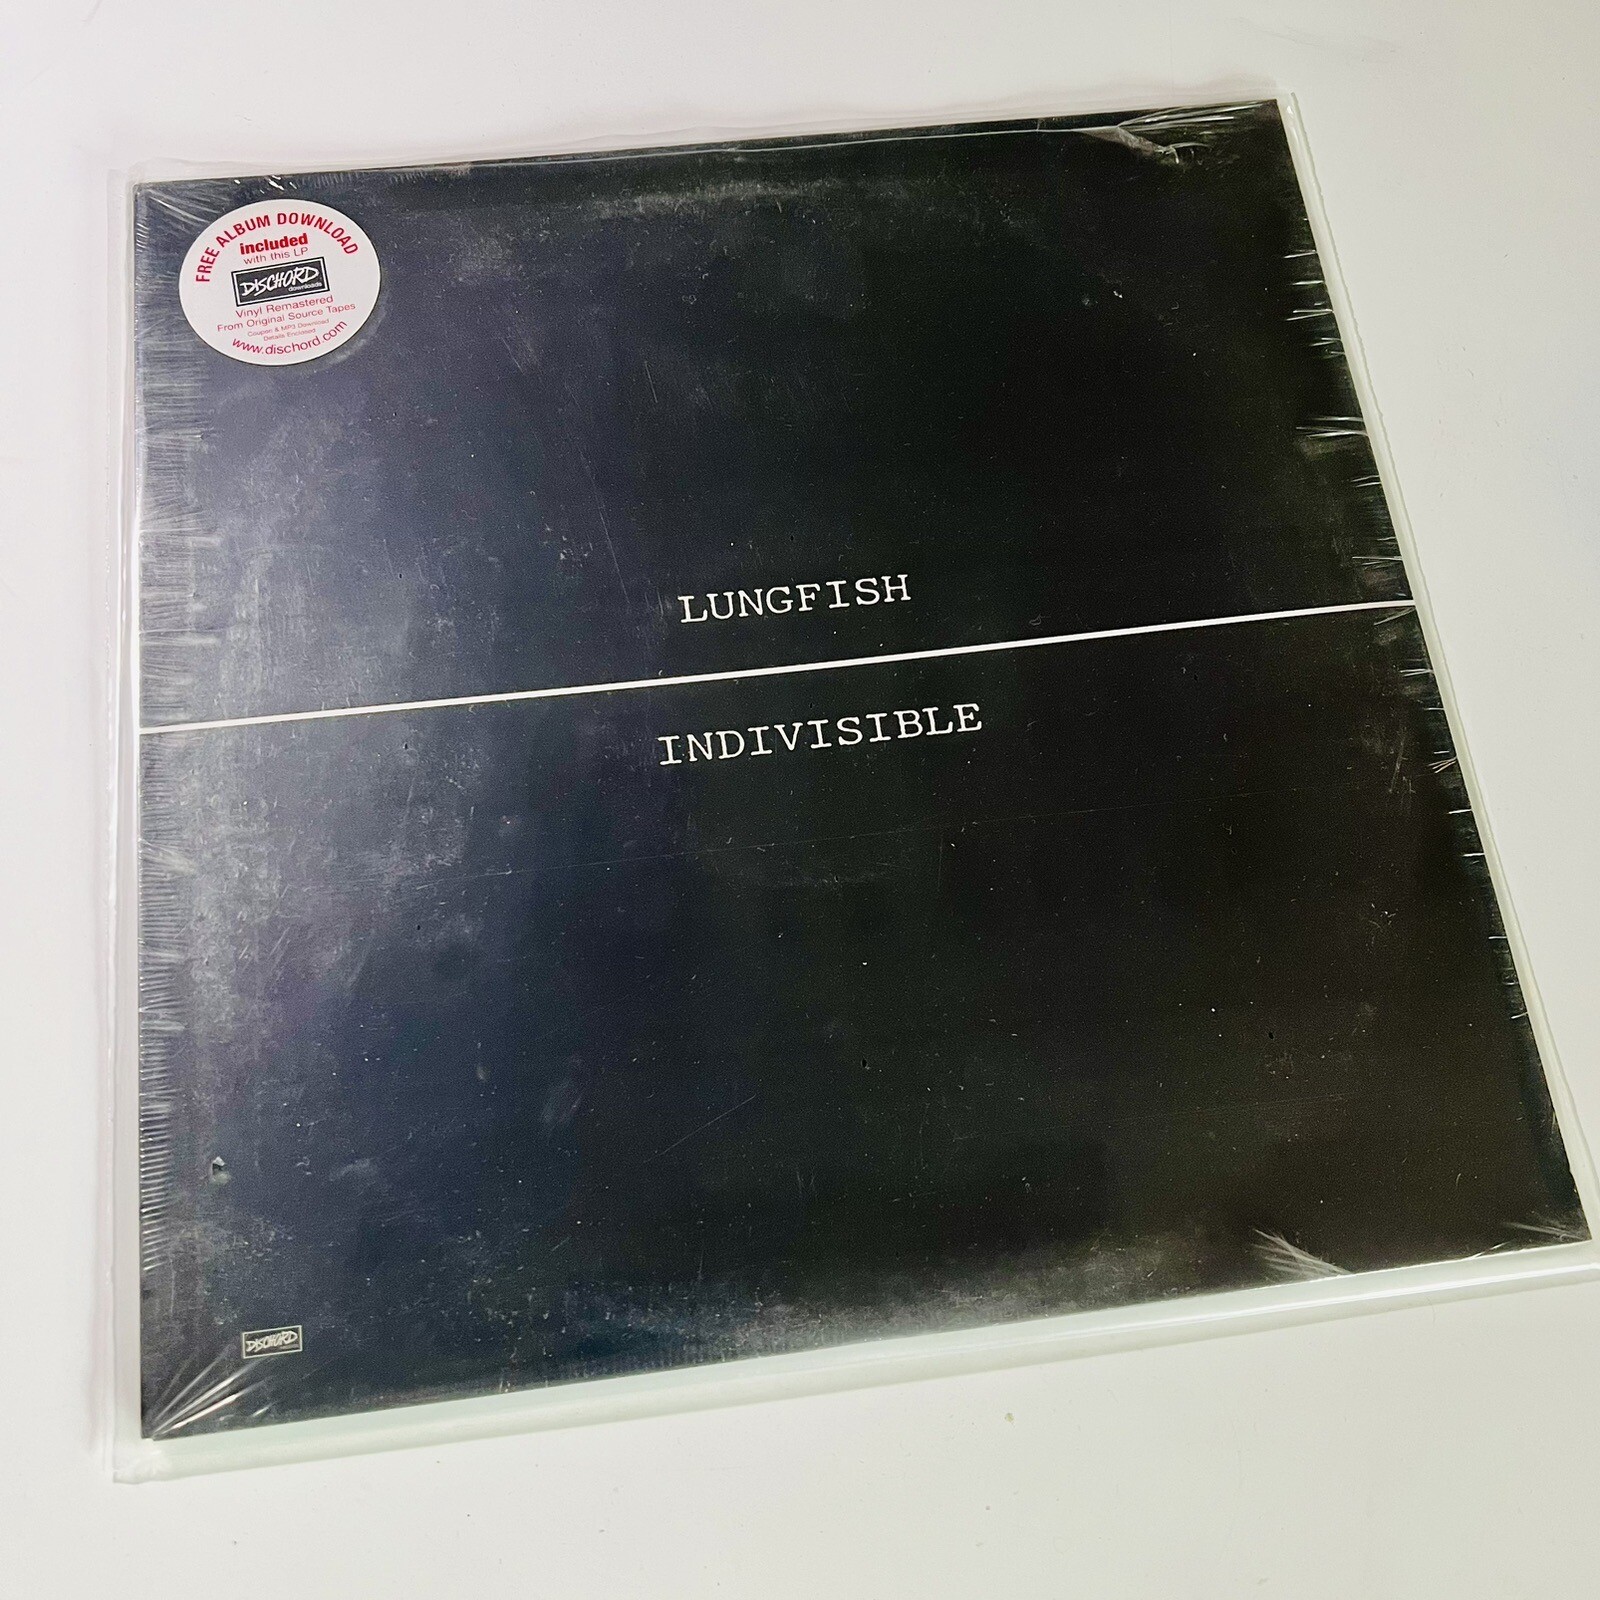 FREE ALBUM DOWNLOAD
included
with this LP
DISCHORD
downloads
Vinyl Remastered
From Original Source Tapes
Coupon & MP3 Download
Details Enclosed
www.dischord.com
LUNGFISH
INDIVISIBLE
DISCHORD